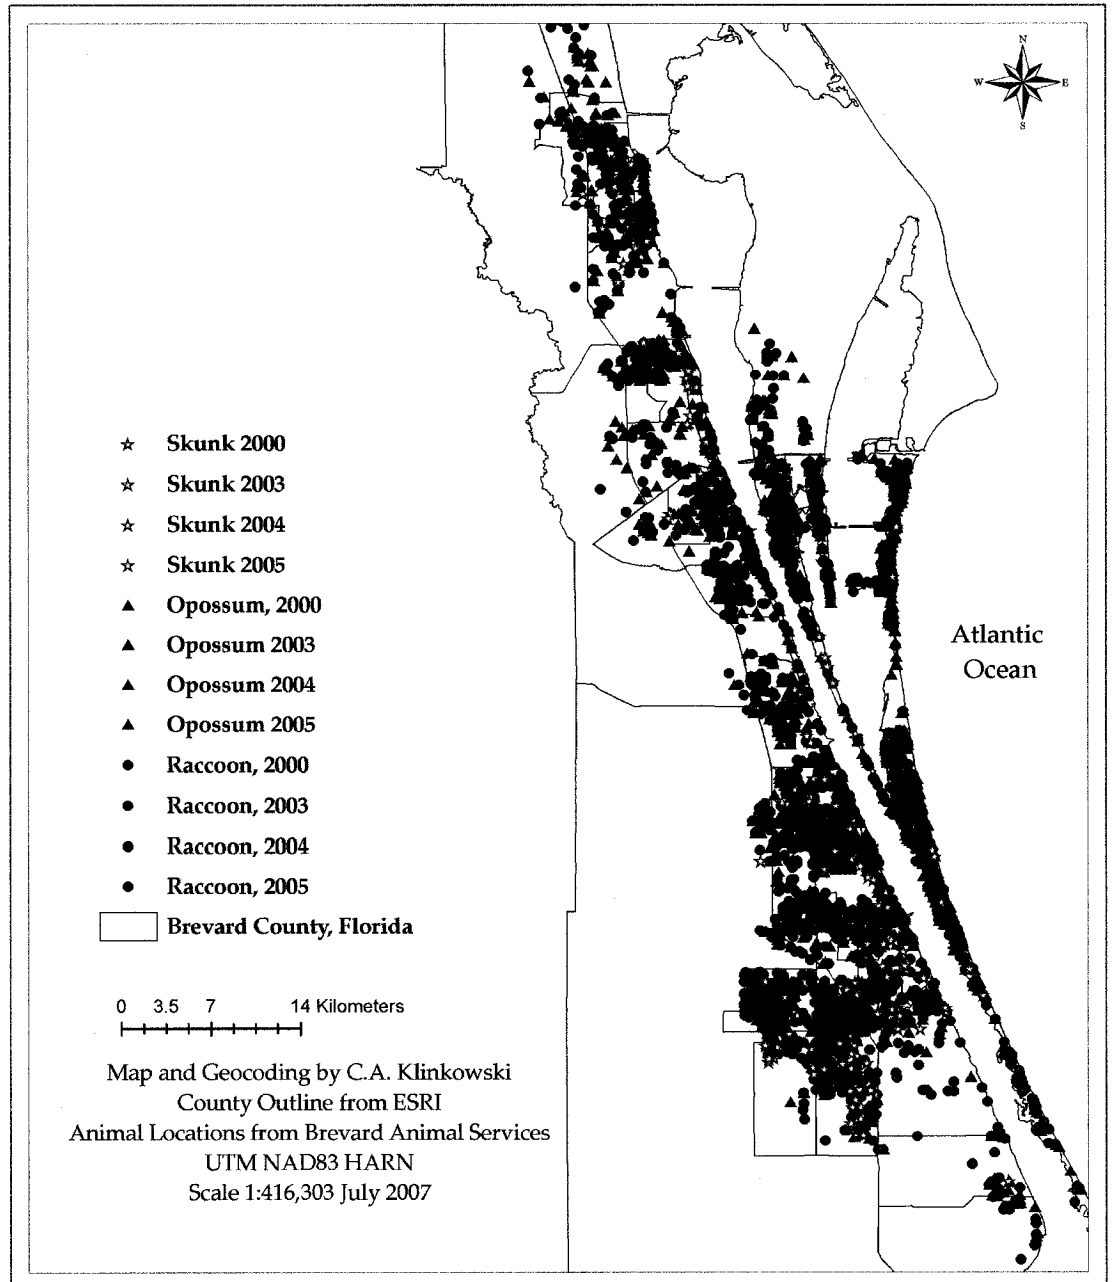 N
W E
S
Skunk 2000
Skunk 2003
Skunk 2004
Skunk 2005
Opossum, 2000
Opossum 2003
Opossum 2004
Opossum 2005
Raccoon, 2000
Raccoon, 2003
Raccoon, 2004
Raccoon, 2005
Brevard County, Florida
Atlantic
Ocean
0 3.5 7 14 Kilometers
Map and Geocoding by C.A. Klinkowski
County Outline from ESRI
Animal Locations from Brevard Animal Services
UTM NAD83 HARN
Scale 1:416,303 July 2007